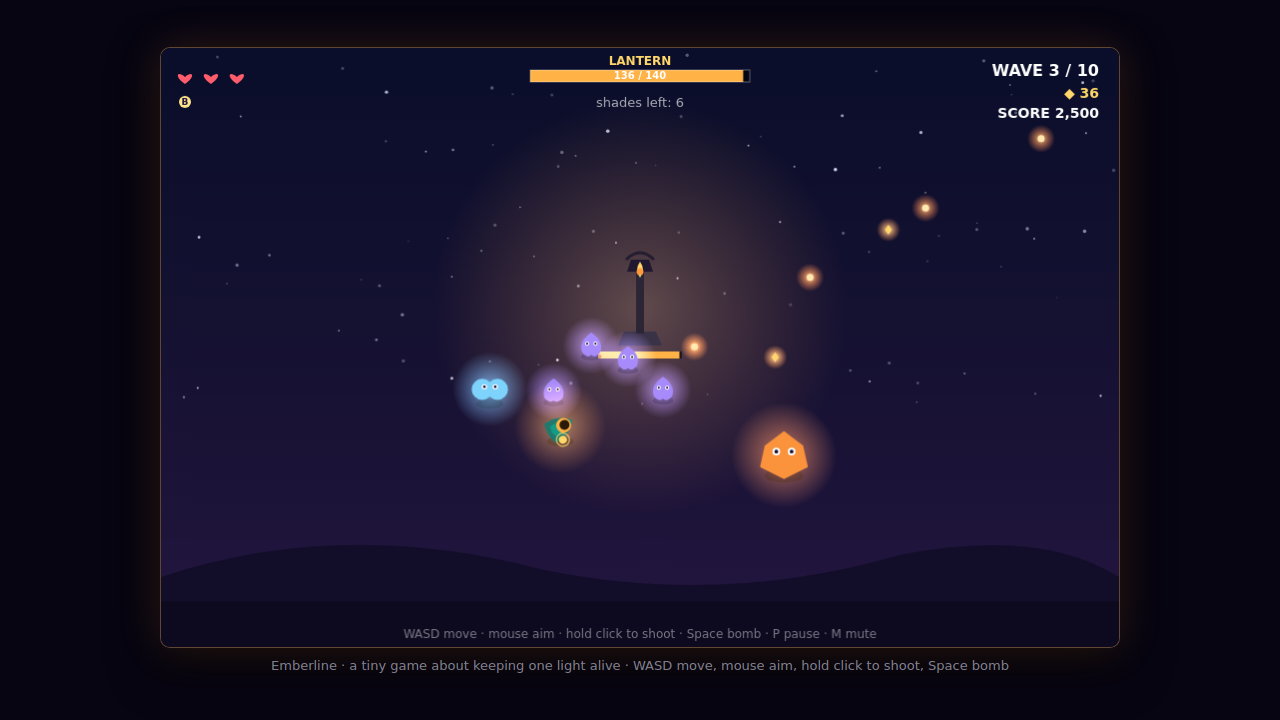 LANTERN
136 / 140
shades left: 6
WAVE 3 / 10
◆ 36
SCORE 2,500
B
WASD move · mouse aim · hold click to shoot · Space bomb · P pause · M mute
Emberline · a tiny game about keeping one light alive · WASD move, mouse aim, hold click to shoot, Space bomb